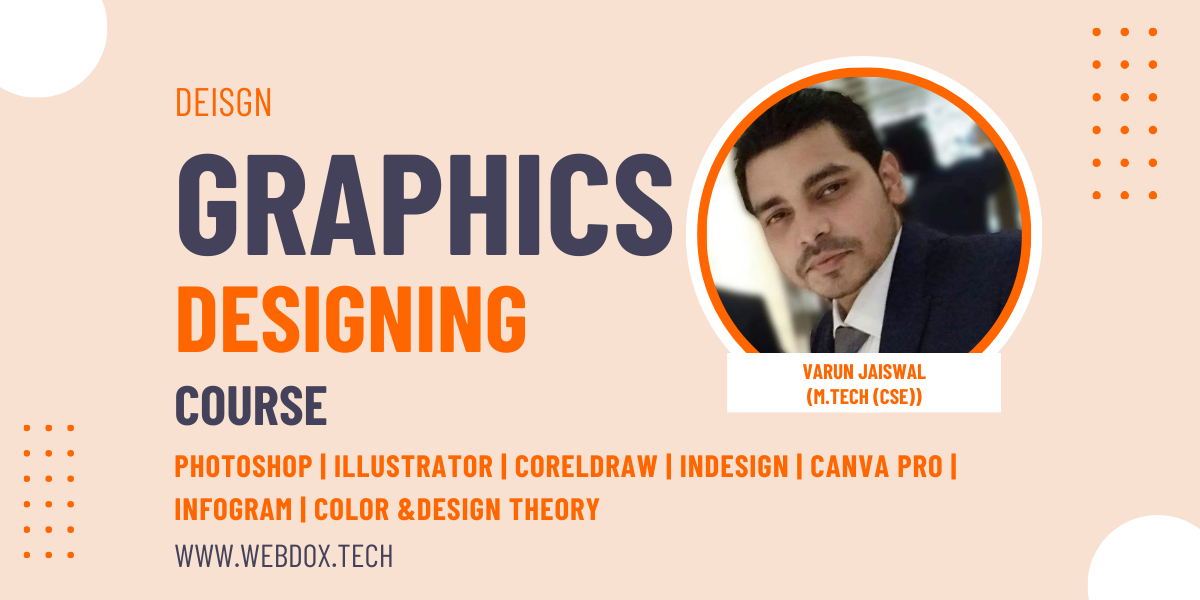 DEISGN
GRAPHICS
DESIGNING
COURSE
VARUN JAISWAL
(M.TECH (CSE))
PHOTOSHOP | ILLUSTRATOR | CORELDRAW | INDESIGN | CANVA PRO |
INFOGRAM | COLOR &DESIGN THEORY
WWW.WEBDOX.TECH